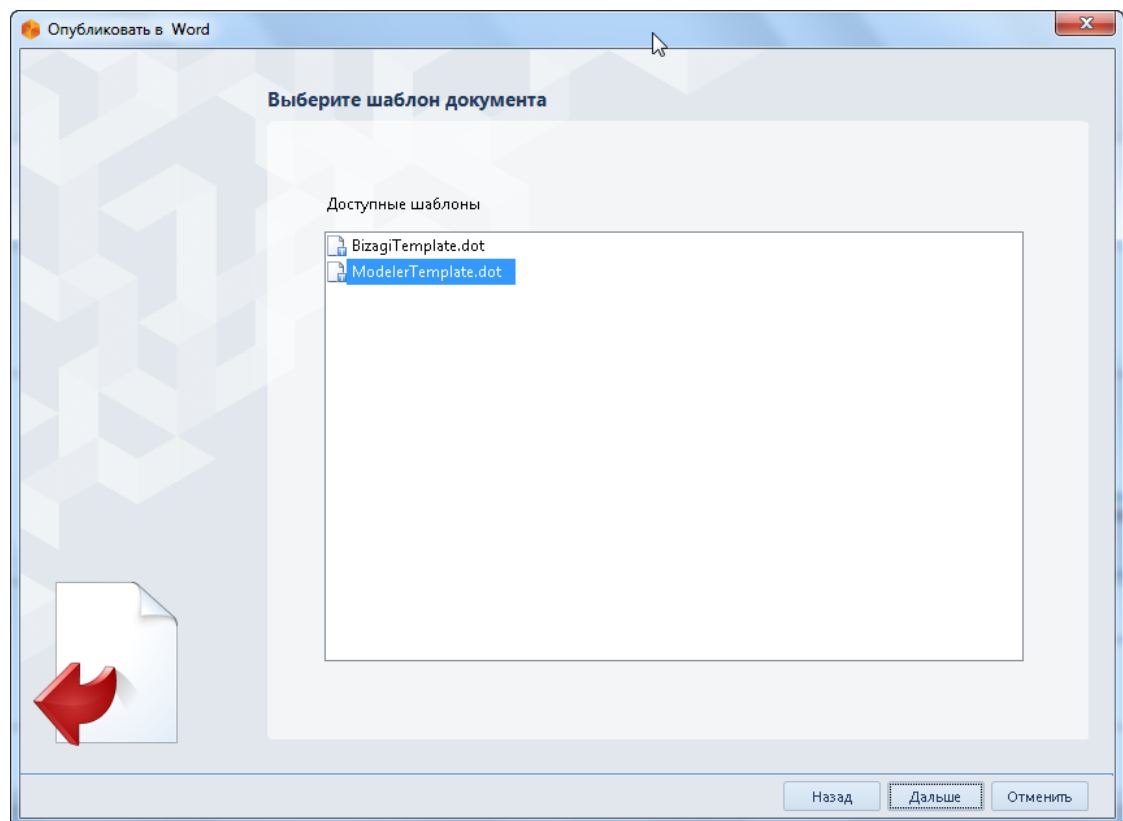 Опубликовать в Word
Выберите шаблон документа
Доступные шаблоны
BizagiTemplate.dot
ModelerTemplate.dot
Назад Дальше Отменить